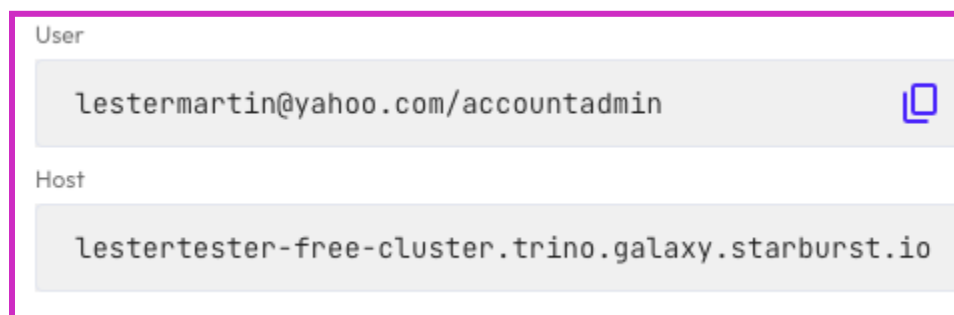 User
lestermartin@yahoo.com/accountadmin
Host
lestertester-free-cluster.trino.galaxy.starburst.io